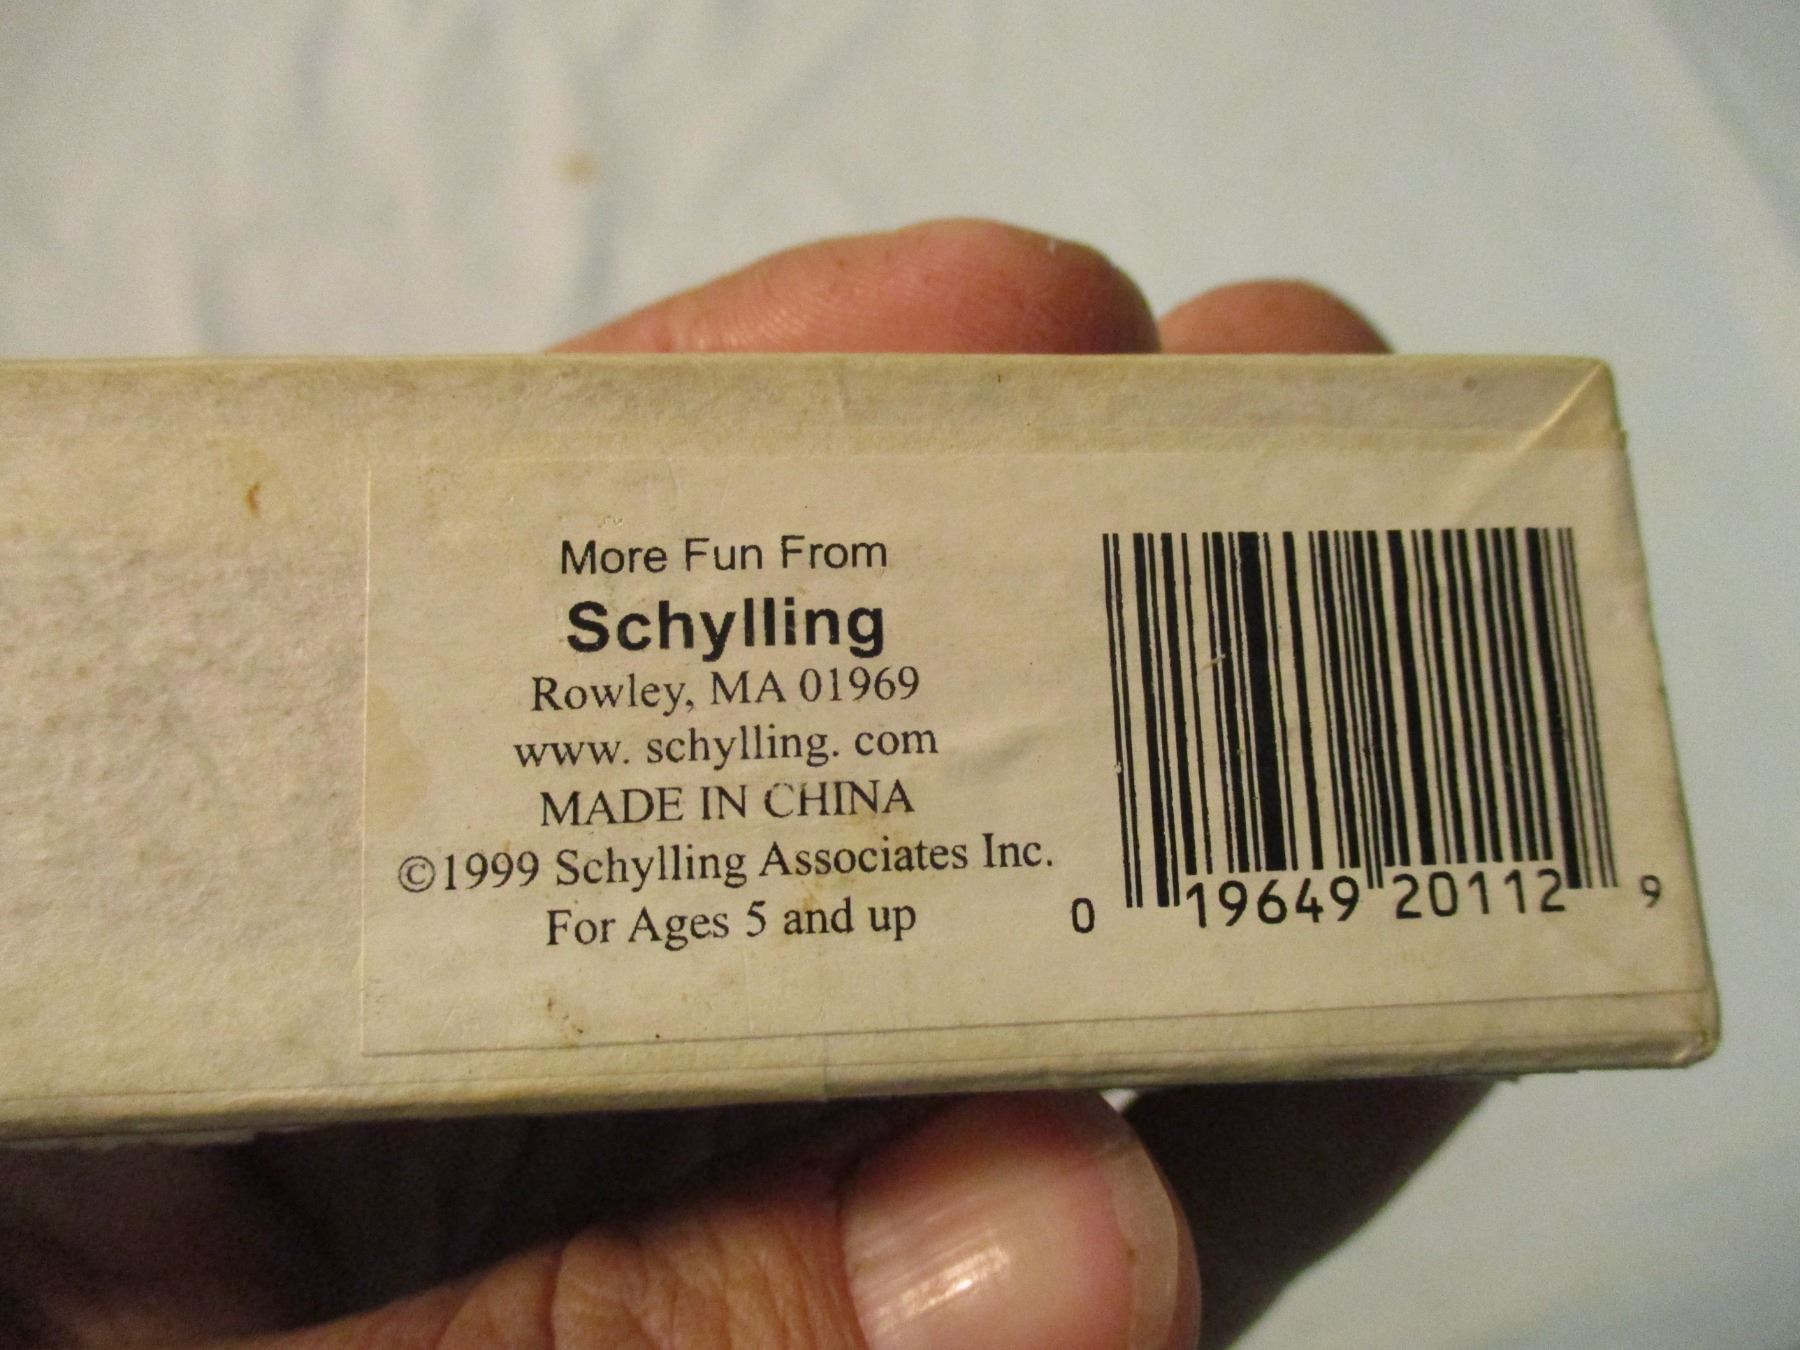 More Fun From
Schylling
Rowley, MA 01969
www. schylling. com
MADE IN CHINA
©1999 Schylling Associates Inc.
For Ages 5 and up
0 19649 20112 9